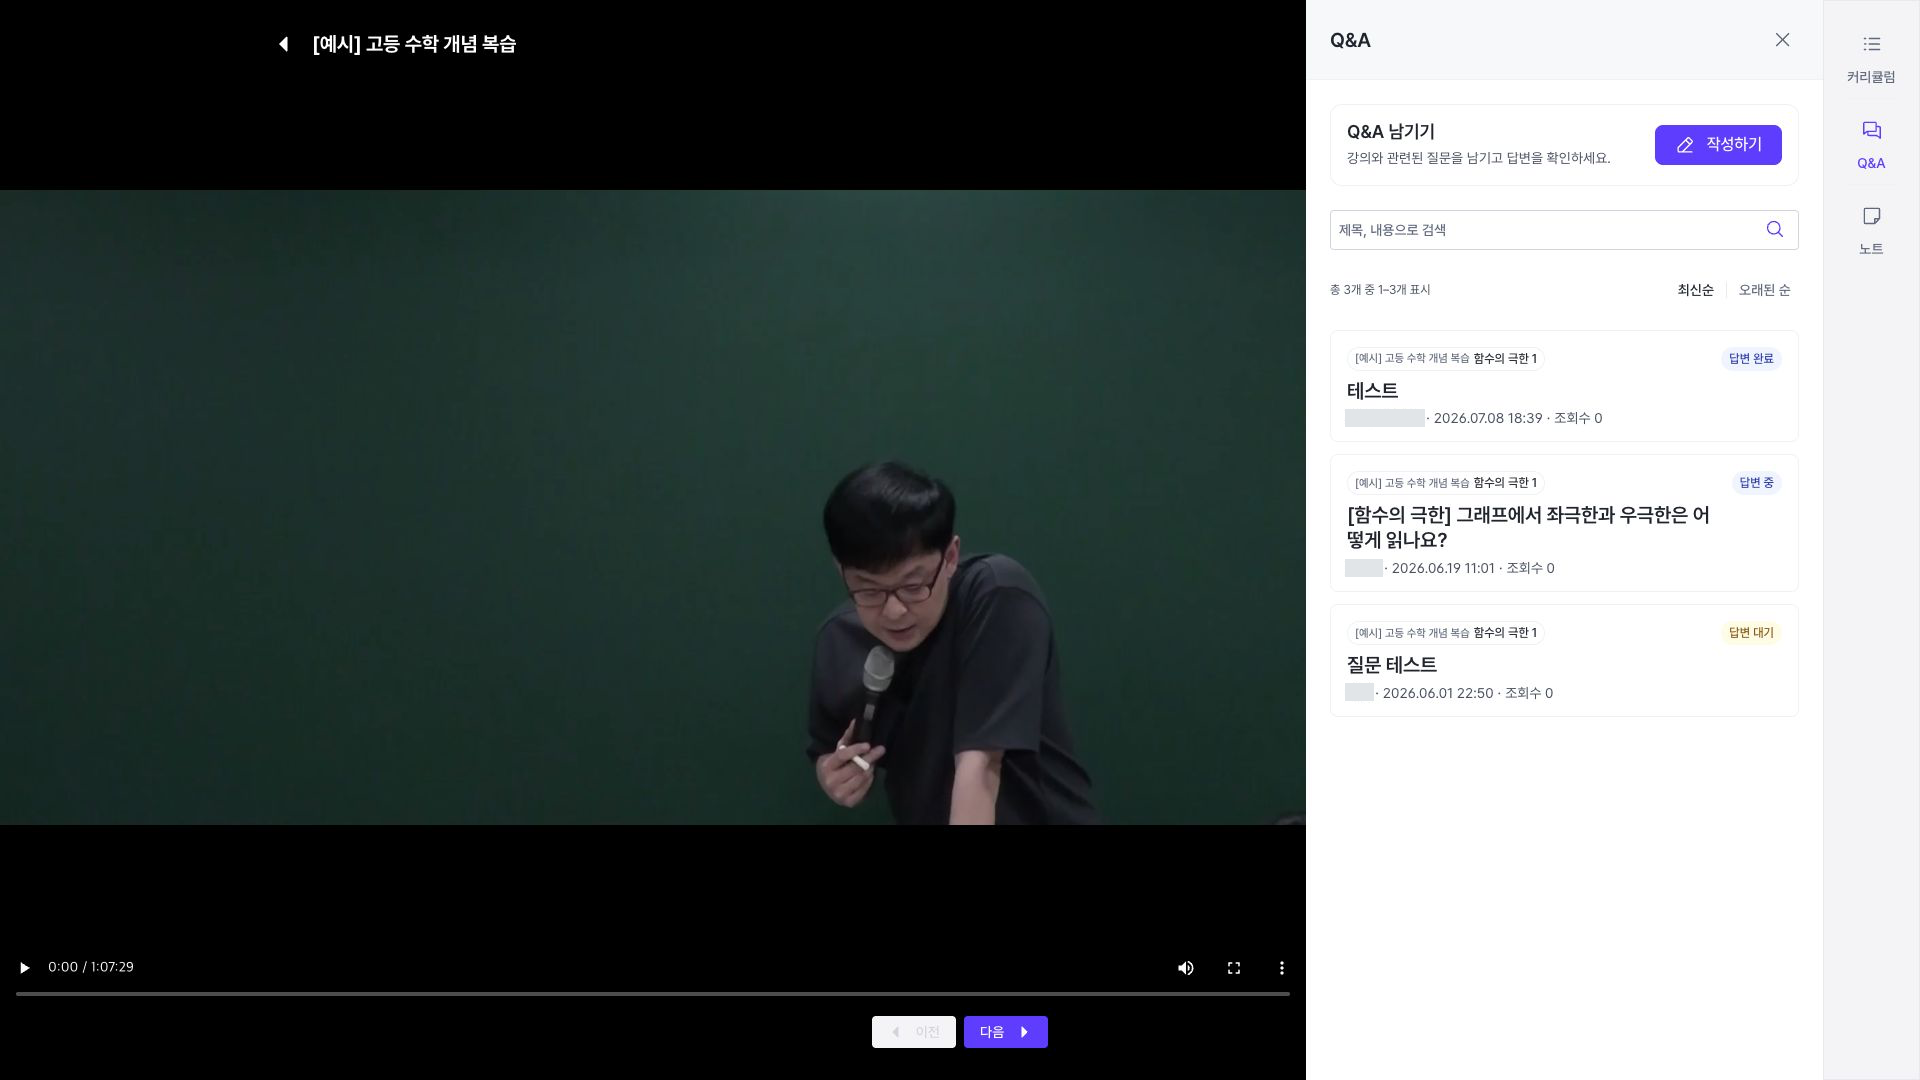 [예시] 고등 수학 개념 복습
0:00 / 1:07:29
이전
다음
Q&A
Q&A 남기기
강의와 관련된 질문을 남기고 답변을 확인하세요.
작성하기
제목, 내용으로 검색
총 3개 중 1–3개 표시
최신순
오래된 순
[예시] 고등 수학 개념 복습 함수의 극한 1
답변 완료
테스트
· 2026.07.08 18:39 · 조회수 0
[예시] 고등 수학 개념 복습 함수의 극한 1
답변 중
[함수의 극한] 그래프에서 좌극한과 우극한은 어
떻게 읽나요?
· 2026.06.19 11:01 · 조회수 0
[예시] 고등 수학 개념 복습 함수의 극한 1
답변 대기
질문 테스트
· 2026.06.01 22:50 · 조회수 0
커리큘럼
Q&A
노트